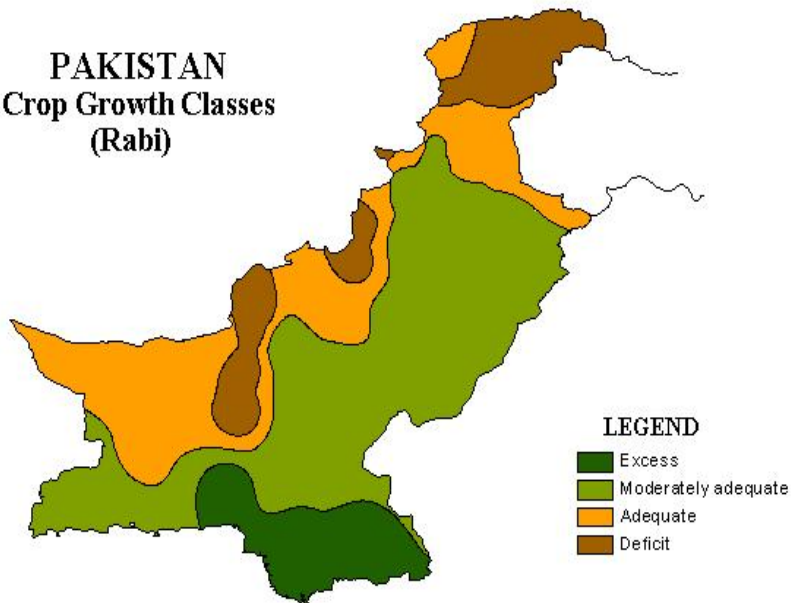 PAKISTAN
Crop Growth Classes
(Rabi)
LEGEND
Excess
Moderately adequate
Adequate
Deficit